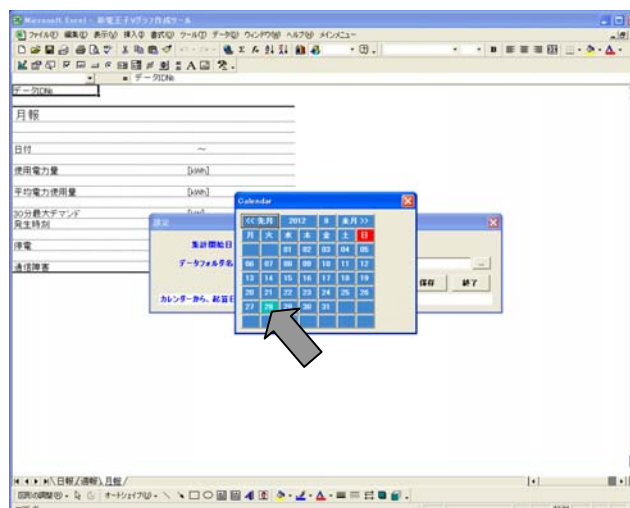 Microsoft Excel - 新電王子Vグラフ作成ツール
ファイル(F) 編集(E) 表示(V) 挿入(I) 書式(O) ツール(T) データ(D) ウィンドウ(W) ヘルプ(H) メインメニュー
データIDNo
データIDNo
月報
日付 ～
使用電力量 [kWh]
平均電力使用量 [kWh]
30分最大デマンド [kW]
発生時刻
停電
通信障害
設定
集計開始日
データフォルダ名
カレンダーから、起算日
...
保存 終了
Calendar
<< 先月 2012 8 来月 >>
月 火 水 木 金 土 日
01 02 03 04 05
06 07 08 09 10 11 12
13 14 15 16 17 18 19
20 21 22 23 24 25 26
27 28 29 30 31
日報 週報 月報
図形の調整(R) オートシェイプ(U)